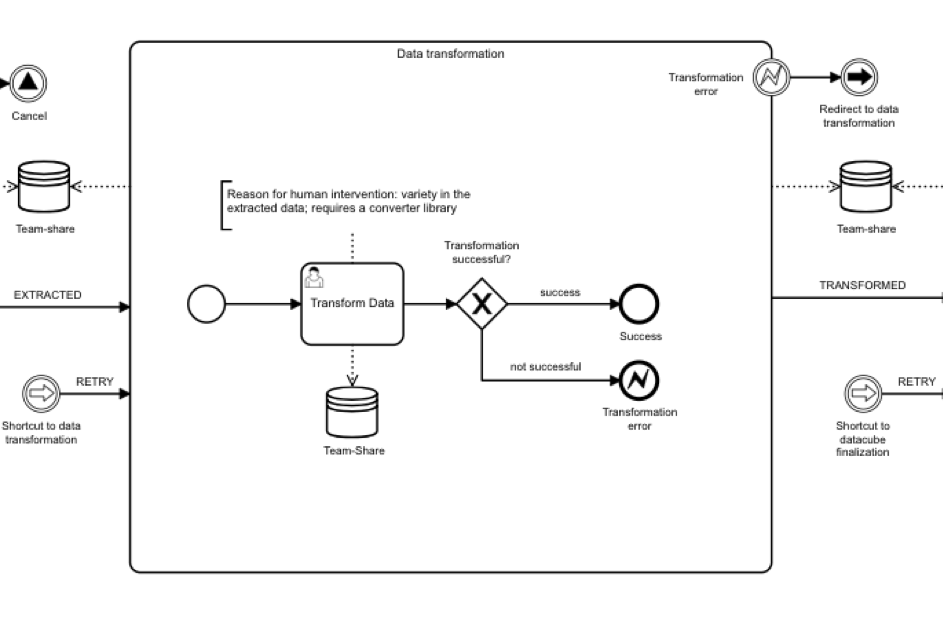 Data transformation
Cancel
Transformation
error
Redirect to data
transformation
Team-share
Reason for human intervention: variety in the
extracted data; requires a converter library
Team-share
Transformation
successful?
EXTRACTED
Transform Data
success
TRANSFORMED
Success
RETRY
not successful
RETRY
Shortcut to data
transformation
Team-Share
Transformation
error
Shortcut to
datacube
finalization